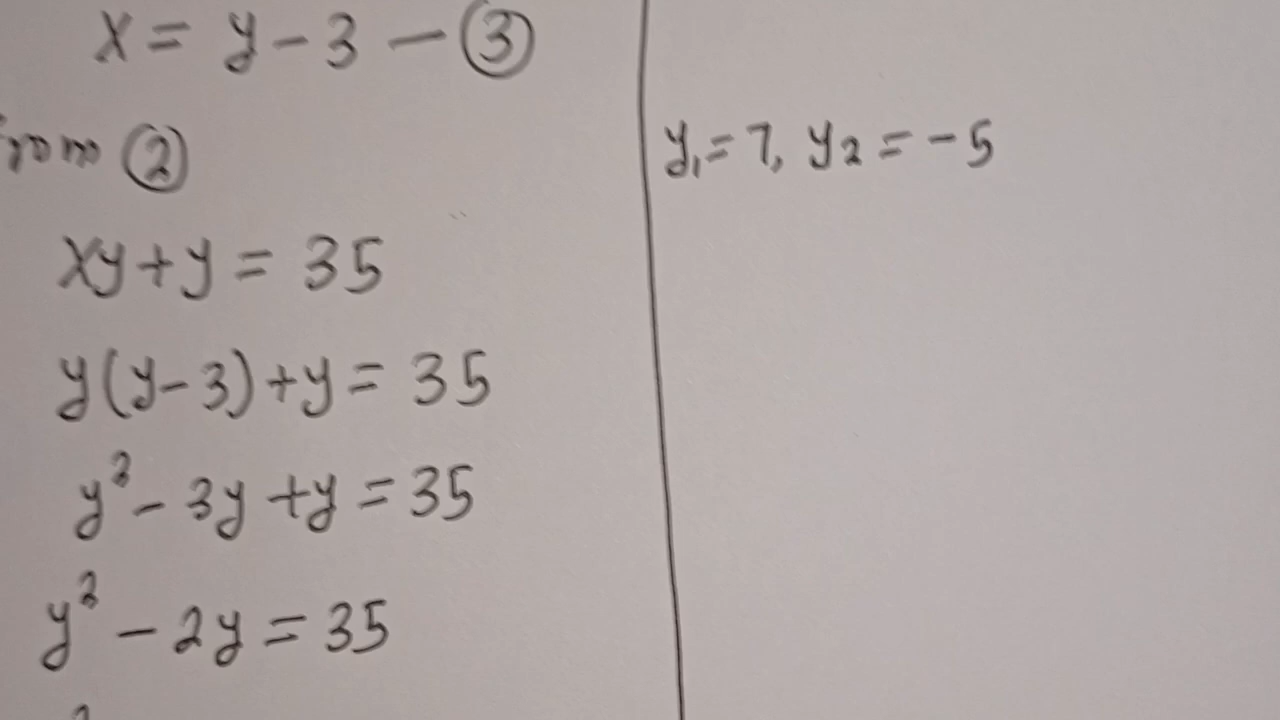 x = y - 3 — ③
from ②
xy + y = 35
y(y - 3) + y = 35
y² - 3y + y = 35
y² - 2y = 35
y₁ = 7, y₂ = -5